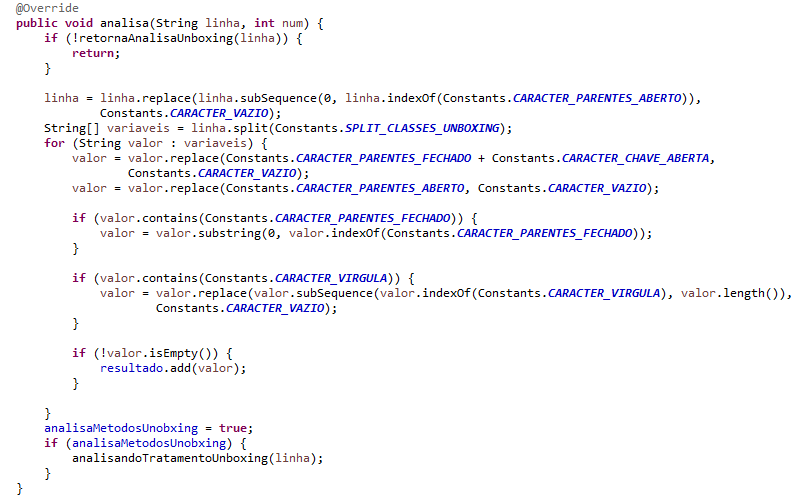 @Override
public void analisa(String linha, int num) {
    if (!retornaAnalisaUnboxing(linha)) {
        return;
    }

    linha = linha.replace(linha.subSequence(0, linha.indexOf(Constants.CARACTER_PARENTES_ABERTO)),
            Constants.CARACTER_VAZIO);
    String[] variaveis = linha.split(Constants.SPLIT_CLASSES_UNBOXING);
    for (String valor : variaveis) {
        valor = valor.replace(Constants.CARACTER_PARENTES_FECHADO + Constants.CARACTER_CHAVE_ABERTA,
                Constants.CARACTER_VAZIO);
        valor = valor.replace(Constants.CARACTER_PARENTES_ABERTO, Constants.CARACTER_VAZIO);

        if (valor.contains(Constants.CARACTER_PARENTES_FECHADO)) {
            valor = valor.substring(0, valor.indexOf(Constants.CARACTER_PARENTES_FECHADO));
        }

        if (valor.contains(Constants.CARACTER_VIRGULA)) {
            valor = valor.replace(valor.subSequence(valor.indexOf(Constants.CARACTER_VIRGULA), valor.length()),
                    Constants.CARACTER_VAZIO);
        }

        if (!valor.isEmpty()) {
            resultado.add(valor);
        }

    }
    analisaMetodosUnobxing = true;
    if (analisaMetodosUnobxing) {
        analisandoTratamentoUnboxing(linha);
    }
}